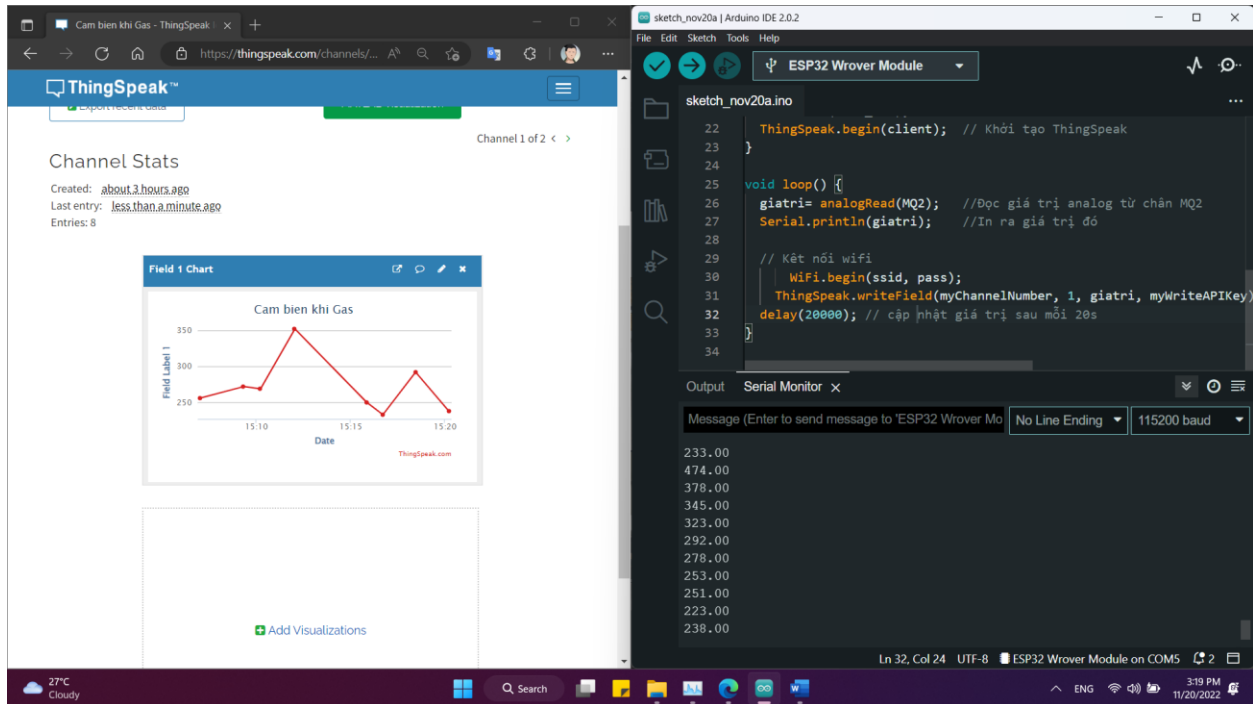 Cam bien khi Gas - ThingSpeak I
https://thingspeak.com/channels/...
ThingSpeak™
Export recent data
Channel 1 of 2 < >
Channel Stats
Created: about 3 hours ago
Last entry: less than a minute ago
Entries: 8
Field 1 Chart
Cam bien khi Gas
Field Label 1
350
300
250
15:10 15:15 15:20
Date
ThingSpeak.com
Add Visualizations
sketch_nov20a | Arduino IDE 2.0.2
File Edit Sketch Tools Help
ESP32 Wrover Module
sketch_nov20a.ino
22 ThingSpeak.begin(client); // Khởi tạo ThingSpeak
23 }
24
25 void loop() {
26 giatri= analogRead(MQ2); //Đọc giá trị analog từ chân MQ2
27 Serial.println(giatri); //In ra giá trị đó
28
29 // Kêt nối wifi
30 WiFi.begin(ssid, pass);
31 ThingSpeak.writeField(myChannelNumber, 1, giatri, myWriteAPIKey)
32 delay(20000); // cập nhật giá trị sau mỗi 20s
33 }
34
Output Serial Monitor
Message (Enter to send message to 'ESP32 Wrover Mo
No Line Ending
115200 baud
233.00
474.00
378.00
345.00
323.00
292.00
278.00
253.00
251.00
223.00
238.00
Ln 32, Col 24 UTF-8 ESP32 Wrover Module on COM5 2
27°C
Cloudy
Search
ENG
3:19 PM
11/20/2022